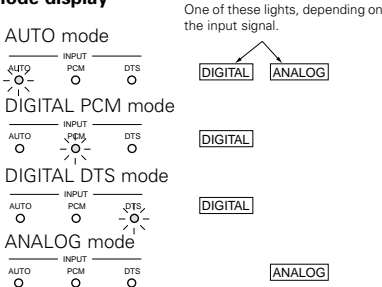 One of these lights, depending on
the input signal.
AUTO mode
INPUT
AUTO PCM DTS
DIGITAL ANALOG
DIGITAL PCM mode
INPUT
AUTO PCM DTS
DIGITAL
DIGITAL DTS mode
INPUT
AUTO PCM DTS
DIGITAL
ANALOG mode
INPUT
AUTO PCM DTS
ANALOG